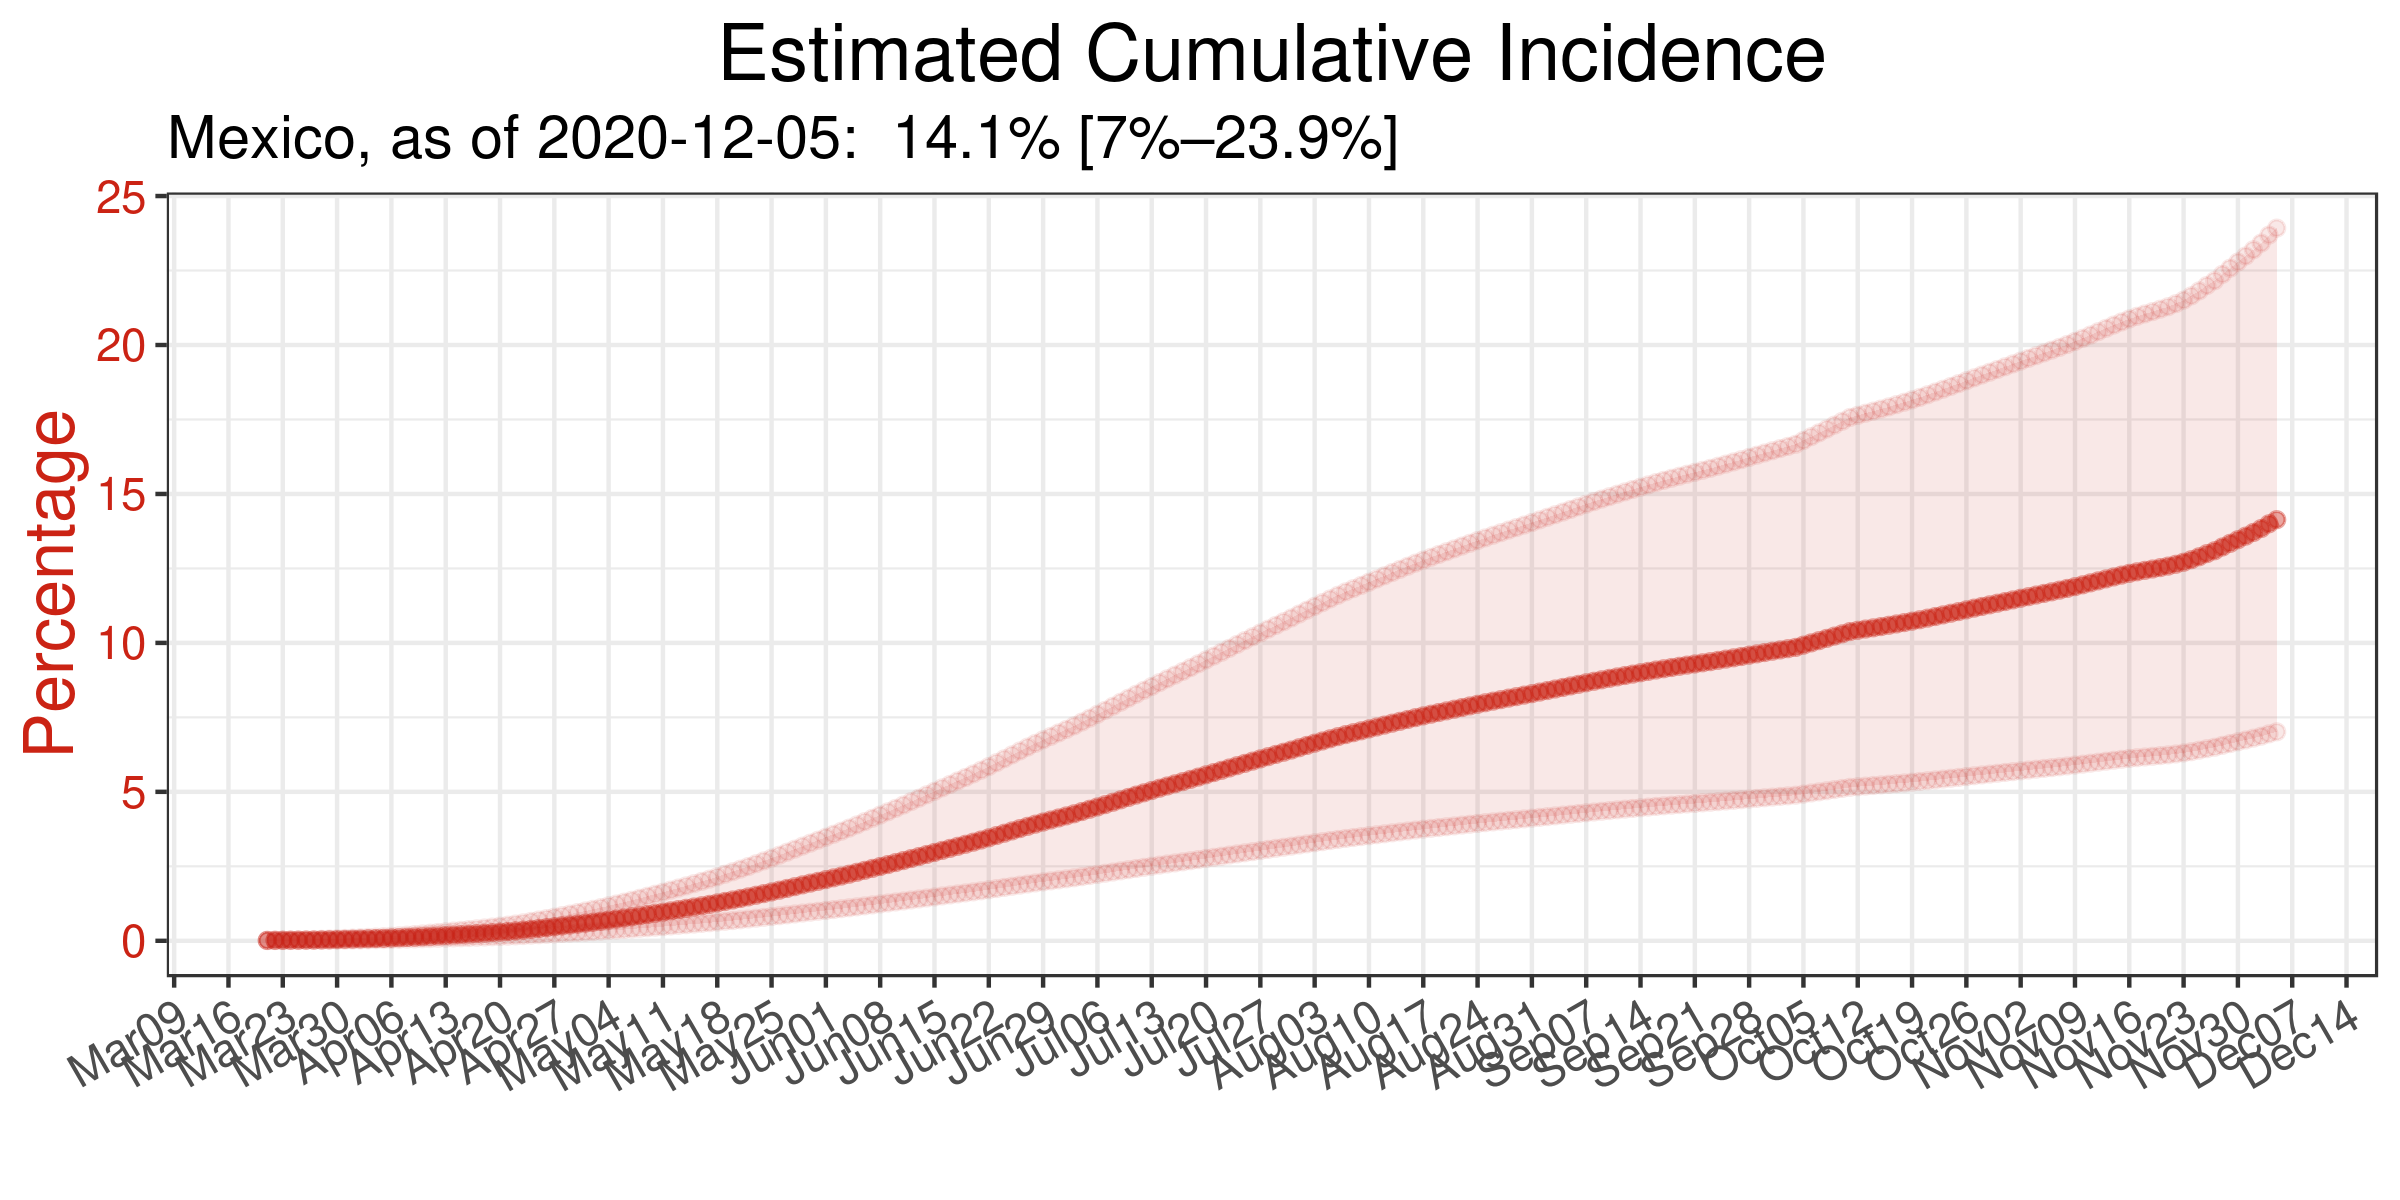 Estimated Cumulative Incidence
Mexico, as of 2020-12-05:  14.1% [7%–23.9%]
Percentage
25
20
15
10
5
0
Mar09
Mar16
Mar23
Mar30
Apr06
Apr13
Apr20
Apr27
May04
May11
May18
May25
Jun01
Jun08
Jun15
Jun22
Jun29
Jul06
Jul13
Jul20
Jul27
Aug03
Aug10
Aug17
Aug24
Aug31
Sep07
Sep14
Sep21
Sep28
Oct05
Oct12
Oct19
Oct26
Nov02
Nov09
Nov16
Nov23
Nov30
Dec07
Dec14